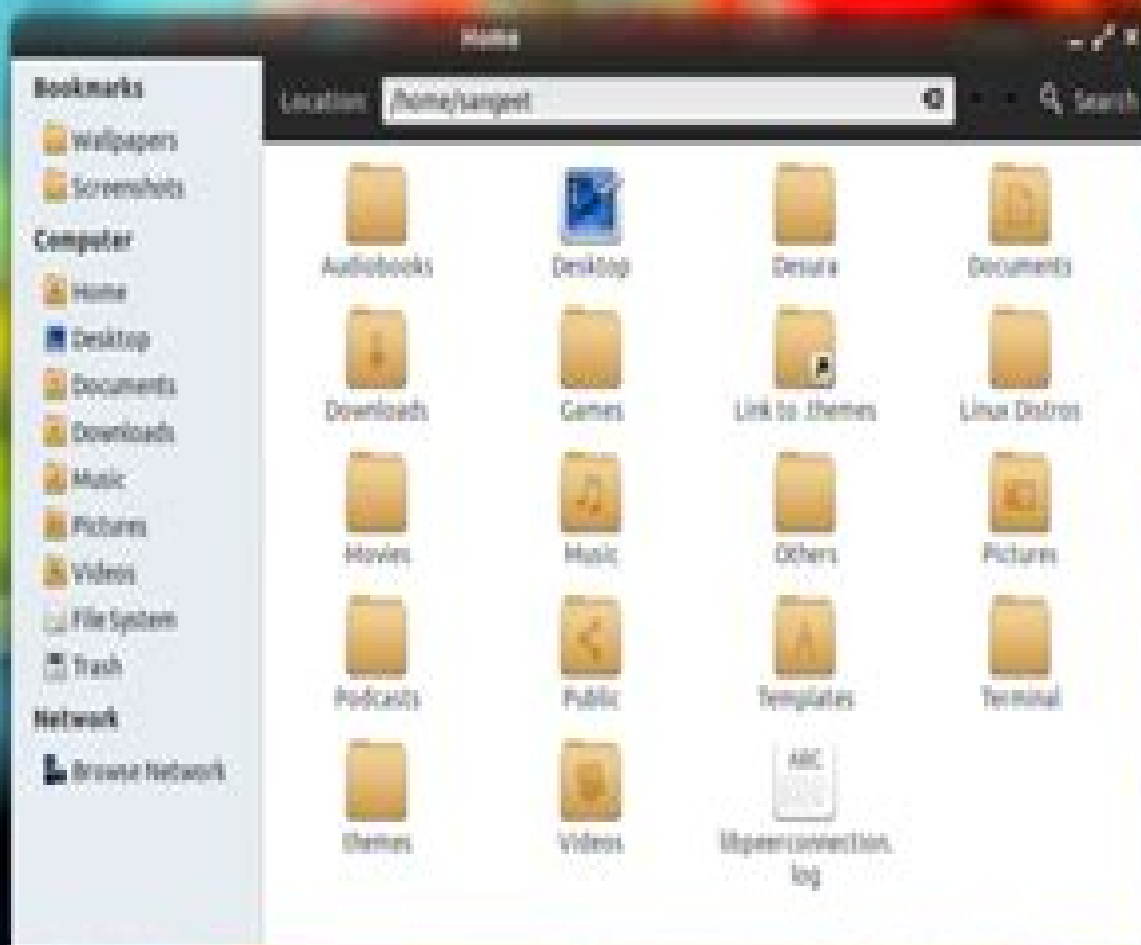 Home
Bookmarks
Wallpapers
Screenshots
Computer
Home
Desktop
Documents
Downloads
Music
Pictures
Videos
File System
Trash
Network
Browse Network
Location: /home/sangeet
Search
Audiobooks
Desktop
Desura
Documents
Downloads
Games
Link to .themes
Linux Distros
Movies
Music
Others
Pictures
Podcasts
Public
Templates
Terminal
themes
Videos
ABC
libpeerconnection.
log